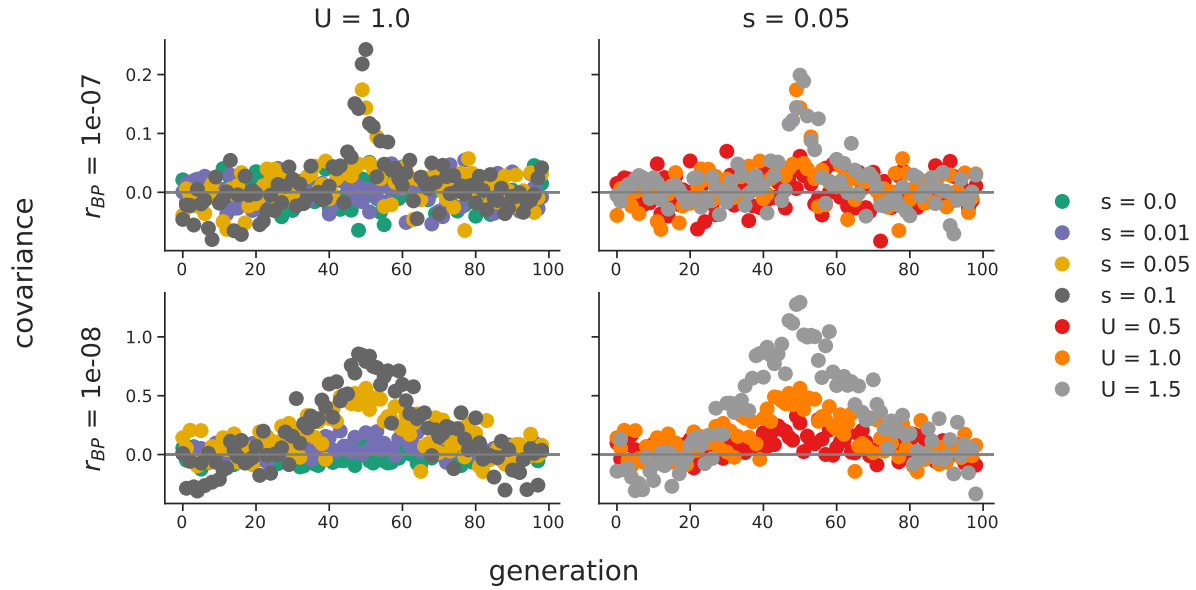 U = 1.0
s = 0.05
covariance
r_BP = 1e-07
0.2
0.1
0.0
0 20 40 60 80 100
0 20 40 60 80 100
r_BP = 1e-08
1.0
0.5
0.0
0 20 40 60 80 100
0 20 40 60 80 100
generation
s = 0.0
s = 0.01
s = 0.05
s = 0.1
U = 0.5
U = 1.0
U = 1.5